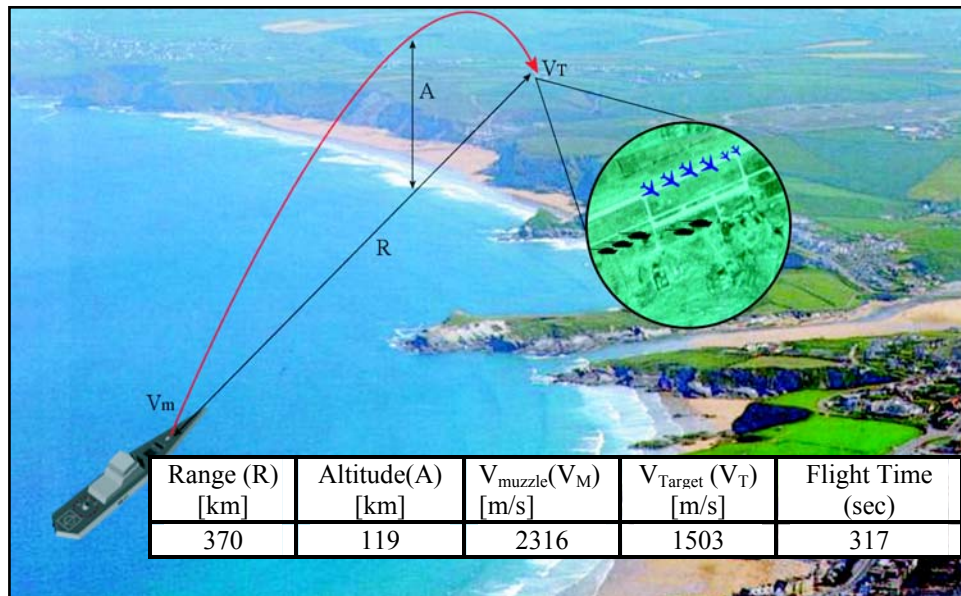 VT
A
R
Vm
Range (R) [km] Altitude(A) [km] Vmuzzle(VM) [m/s] VTarget (VT) [m/s] Flight Time (sec)
370 119 2316 1503 317